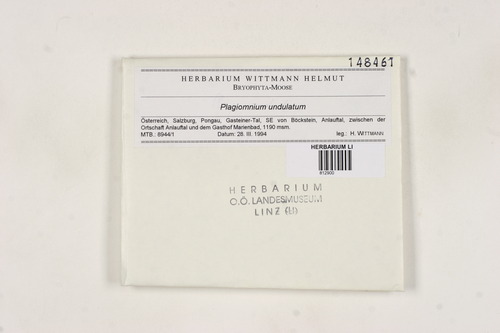 148461
HERBARIUM WITTMANN HELMUT
BRYOPHYTA-MOOSE
Plagiomnium undulatum
Österreich, Salzburg, Pongau, Gasteiner-Tal, SE von Böckstein, Anlauftal, zwischen der
Ortschaft Anlauftal und dem Gasthof Marienbad, 1190 msm.
MTB.: 8944/1 Datum: 28. III. 1994 leg.: H. WITTMANN
HERBARIUM LI
612900
HERBARIUM
O.Ö. LANDESMUSEUM
LINZ (LI)